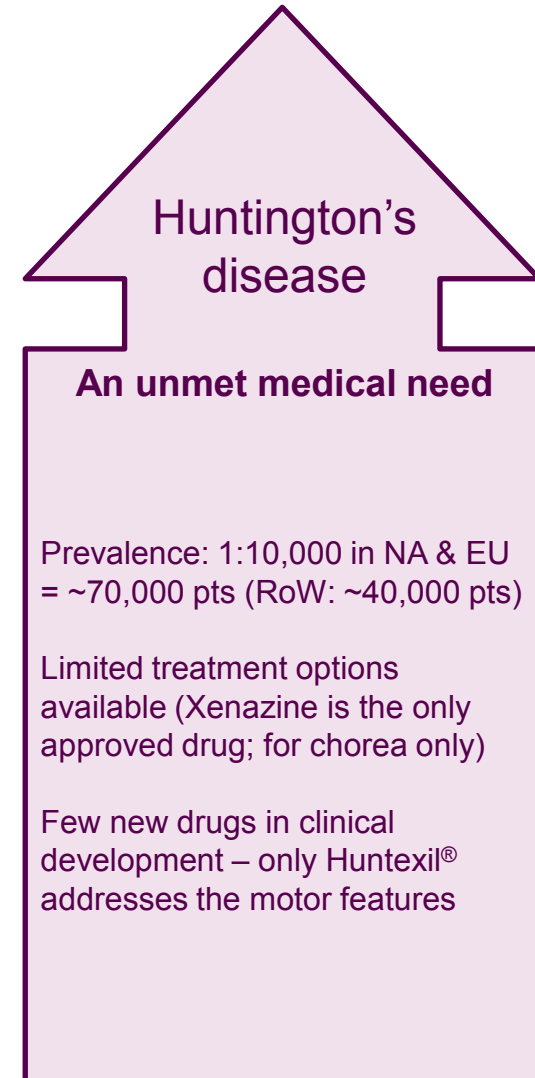 Huntington’s
disease
An unmet medical need
Prevalence: 1:10,000 in NA & EU
= ~70,000 pts (RoW: ~40,000 pts)
Limited treatment options
available (Xenazine is the only
approved drug; for chorea only)
Few new drugs in clinical
development – only Huntexil®
addresses the motor features